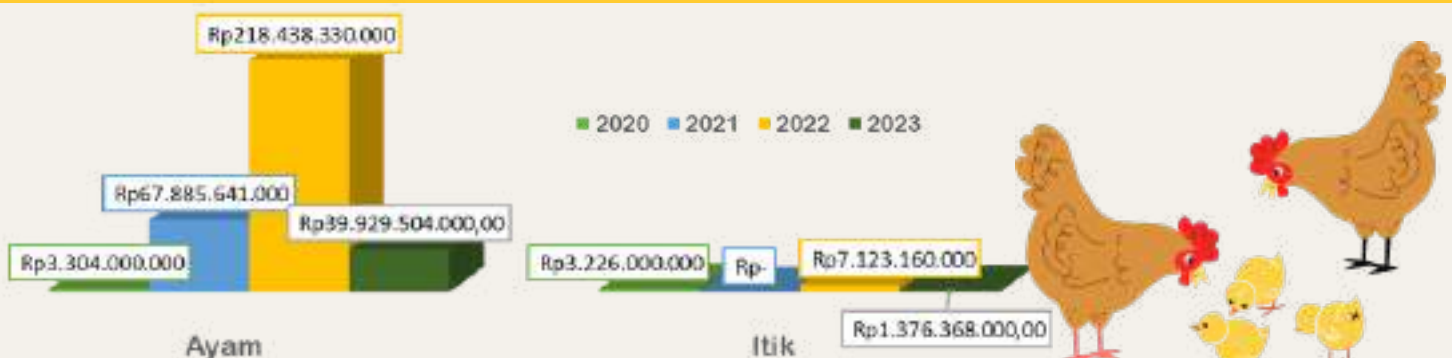 Rp218.438.330.000
2020 2021 2022 2023
Rp67.885.641.000
Rp39.929.504.000,00
Rp3.304.000.000
Rp3.226.000.000
Rp-
Rp7.123.160.000
Rp1.376.368.000,00
Ayam
Itik